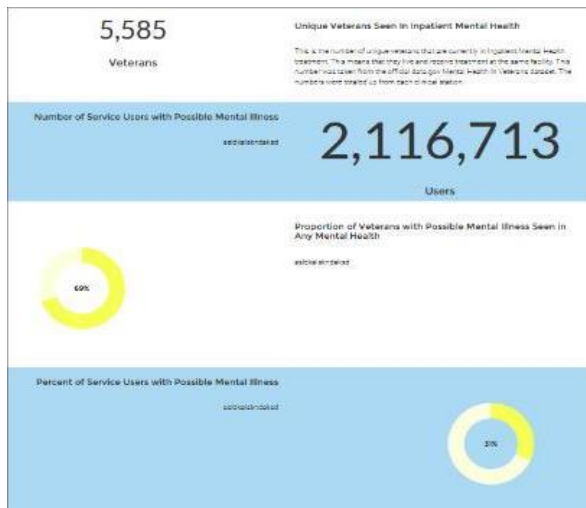 5,585
Veterans
Unique Veterans Seen In Inpatient Mental Health
This is the number of unique veterans that are currently in Inpatient Mental Health
treatment. This means that they live and receive treatment at the same facility. This
number was taken from the official data.gov Mental Health in Veterans dataset. The
numbers were totaled up from each clinical station.
Number of Service Users with Possible Mental Illness
2,116,713
Users
Proportion of Veterans with Possible Mental Illness Seen in
Any Mental Health
69%
Percent of Service Users with Possible Mental Illness
31%